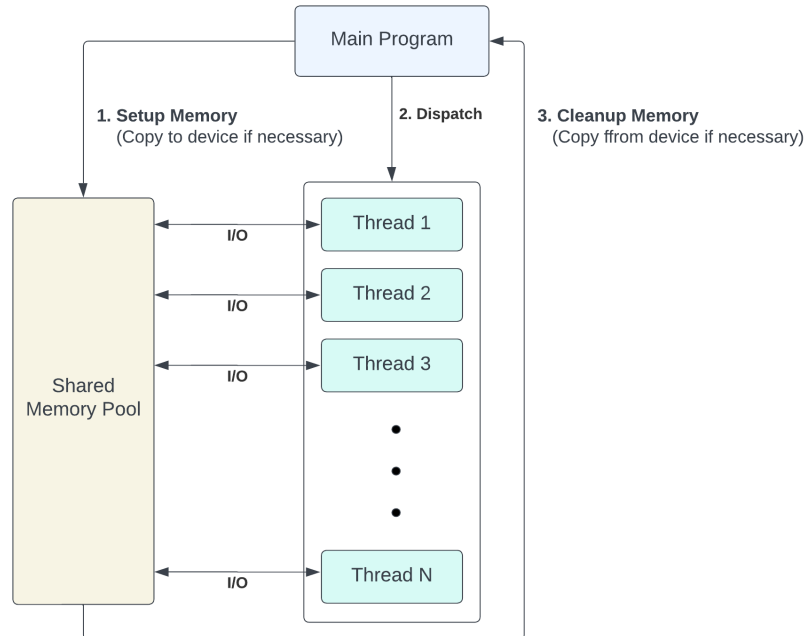 Main Program
1. Setup Memory
(Copy to device if necessary)
2. Dispatch
3. Cleanup Memory
(Copy ffrom device if necessary)
Thread 1
I/O
Thread 2
I/O
Thread 3
I/O
Shared
Memory Pool
Thread N
I/O